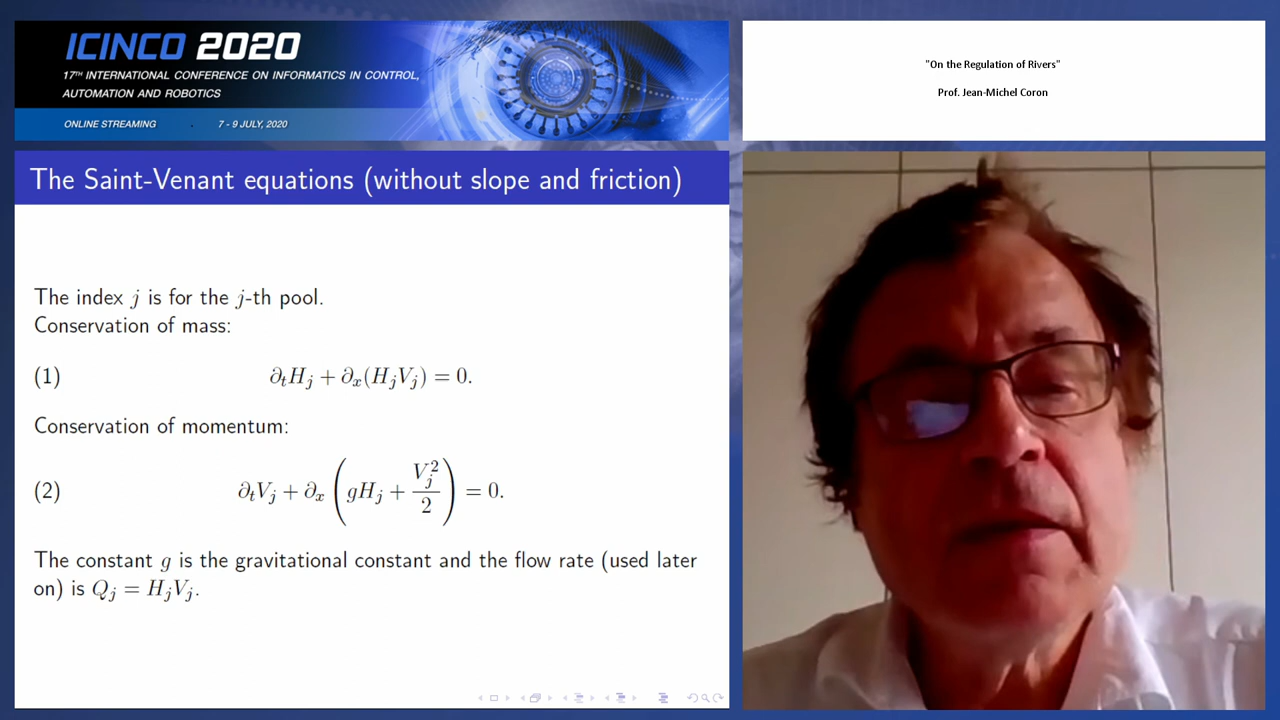 ICINCO 2020
17TH INTERNATIONAL CONFERENCE ON INFORMATICS IN CONTROL,
AUTOMATION AND ROBOTICS
ONLINE STREAMING . 7 - 9 JULY, 2020
"On the Regulation of Rivers"
Prof. Jean-Michel Coron
The Saint-Venant equations (without slope and friction)
The index j is for the j-th pool.
Conservation of mass:
(1) ∂ₜHⱼ + ∂ₓ(HⱼVⱼ) = 0.
Conservation of momentum:
(2) ∂ₜVⱼ + ∂ₓ (gHⱼ + Vⱼ²/2) = 0.
The constant g is the gravitational constant and the flow rate (used later
on) is Qⱼ = HⱼVⱼ.